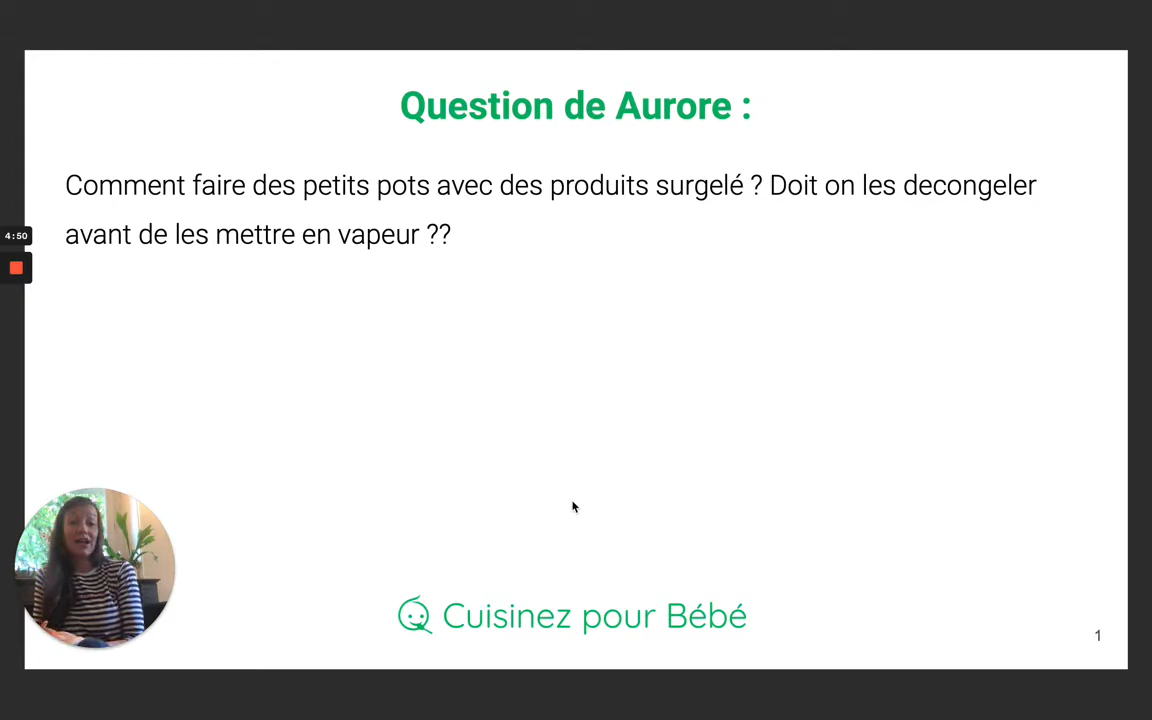 Question de Aurore :
Comment faire des petits pots avec des produits surgelé ? Doit on les decongeler
avant de les mettre en vapeur ??
4:50
Cuisinez pour Bébé
1